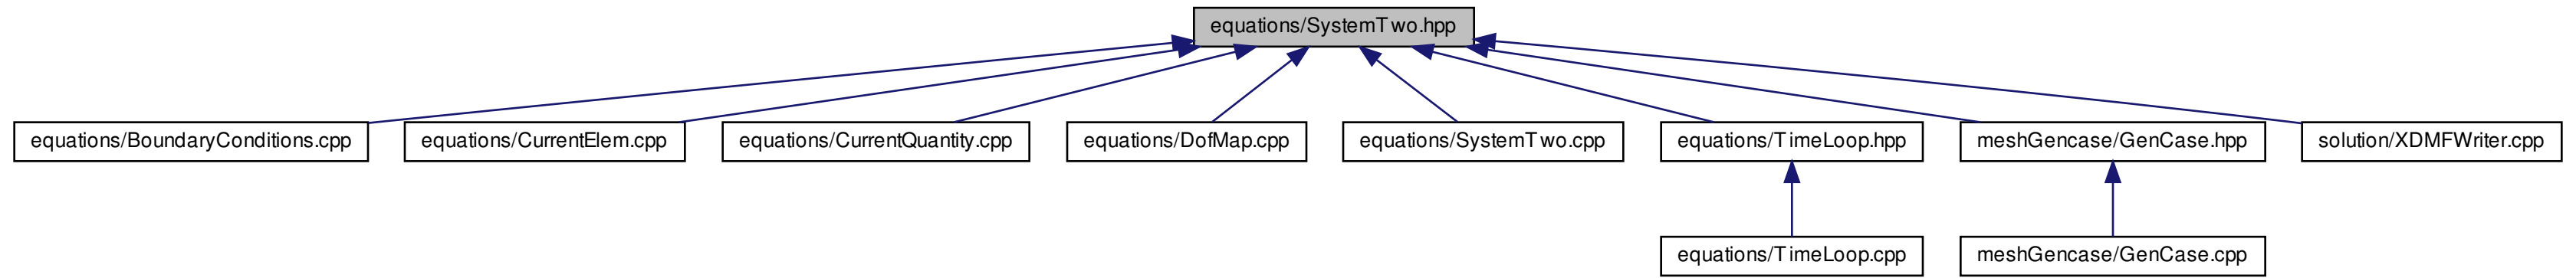 equations/SystemTwo.hpp
equations/BoundaryConditions.cpp
equations/CurrentElem.cpp
equations/CurrentQuantity.cpp
equations/DofMap.cpp
equations/SystemTwo.cpp
equations/TimeLoop.hpp
meshGencase/GenCase.hpp
solution/XDMFWriter.cpp
equations/TimeLoop.cpp
meshGencase/GenCase.cpp